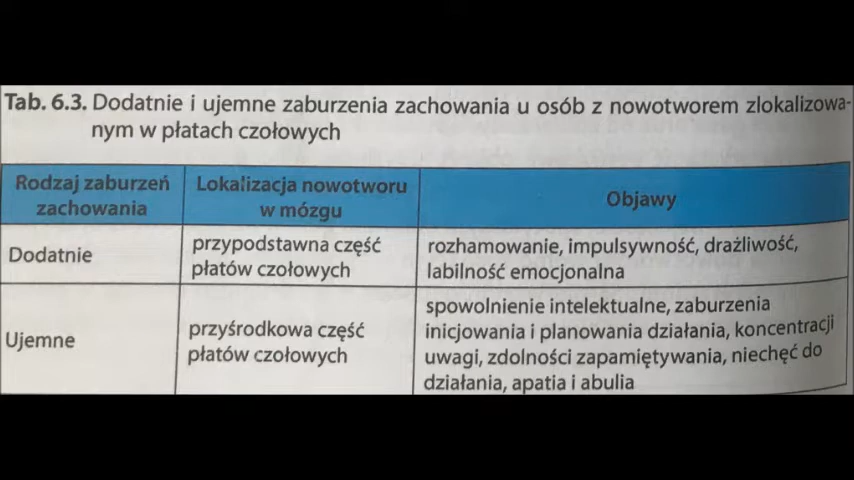 Tab. 6.3. Dodatnie i ujemne zaburzenia zachowania u osób z nowotworem zlokalizowa-
nym w płatach czołowych
Rodzaj zaburzeń
zachowania
Lokalizacja nowotworu
w mózgu
Objawy
Dodatnie
przypodstawna część
płatów czołowych
rozhamowanie, impulsywność, drażliwość,
labilność emocjonalna
Ujemne
przyśrodkowa część
płatów czołowych
spowolnienie intelektualne, zaburzenia
inicjowania i planowania działania, koncentracji
uwagi, zdolności zapamiętywania, niechęć do
działania, apatia i abulia